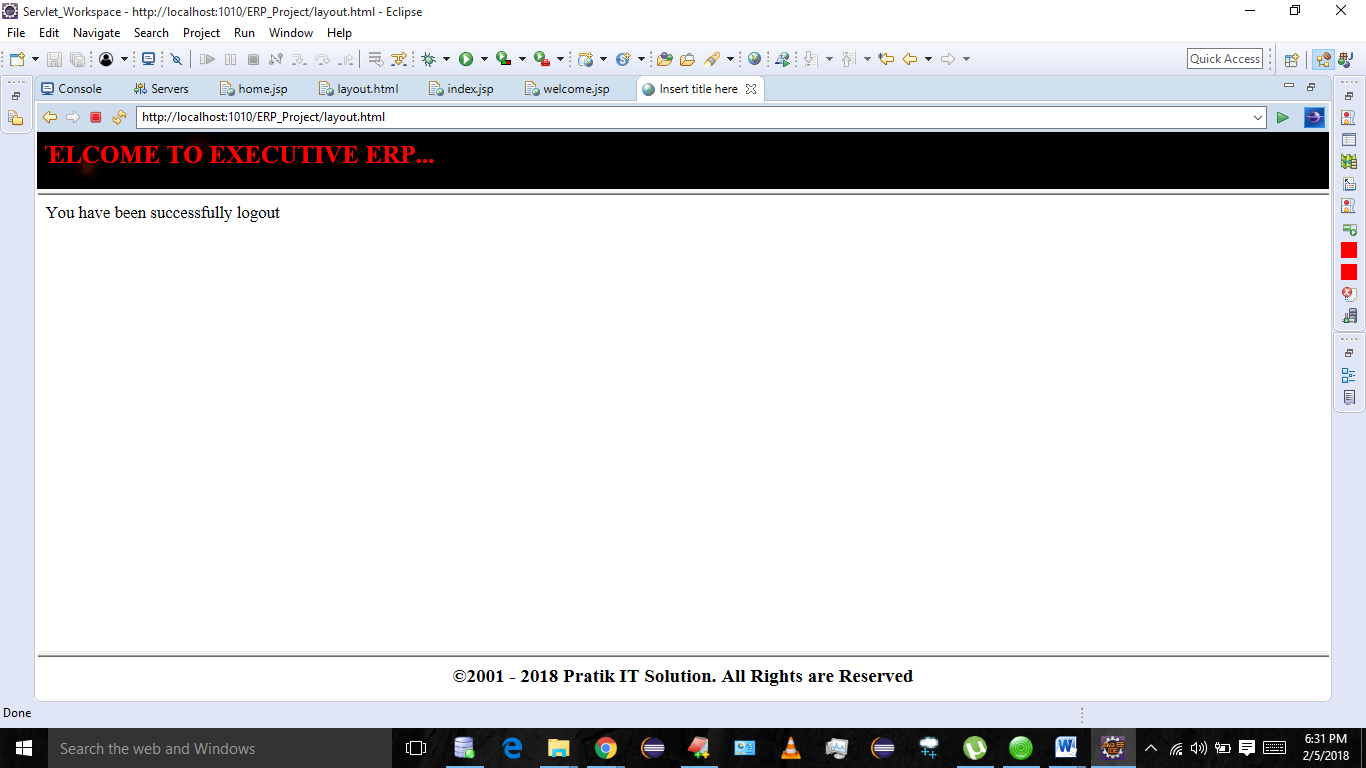 Servlet_Workspace - http://localhost:1010/ERP_Project/layout.html - Eclipse
File Edit Navigate Search Project Run Window Help
Quick Access
Console Servers home.jsp layout.html index.jsp welcome.jsp Insert title here
http://localhost:1010/ERP_Project/layout.html
ELCOME TO EXECUTIVE ERP...
You have been successfully logout
©2001 - 2018 Pratik IT Solution. All Rights are Reserved
Done
Search the web and Windows
6:31 PM
2/5/2018